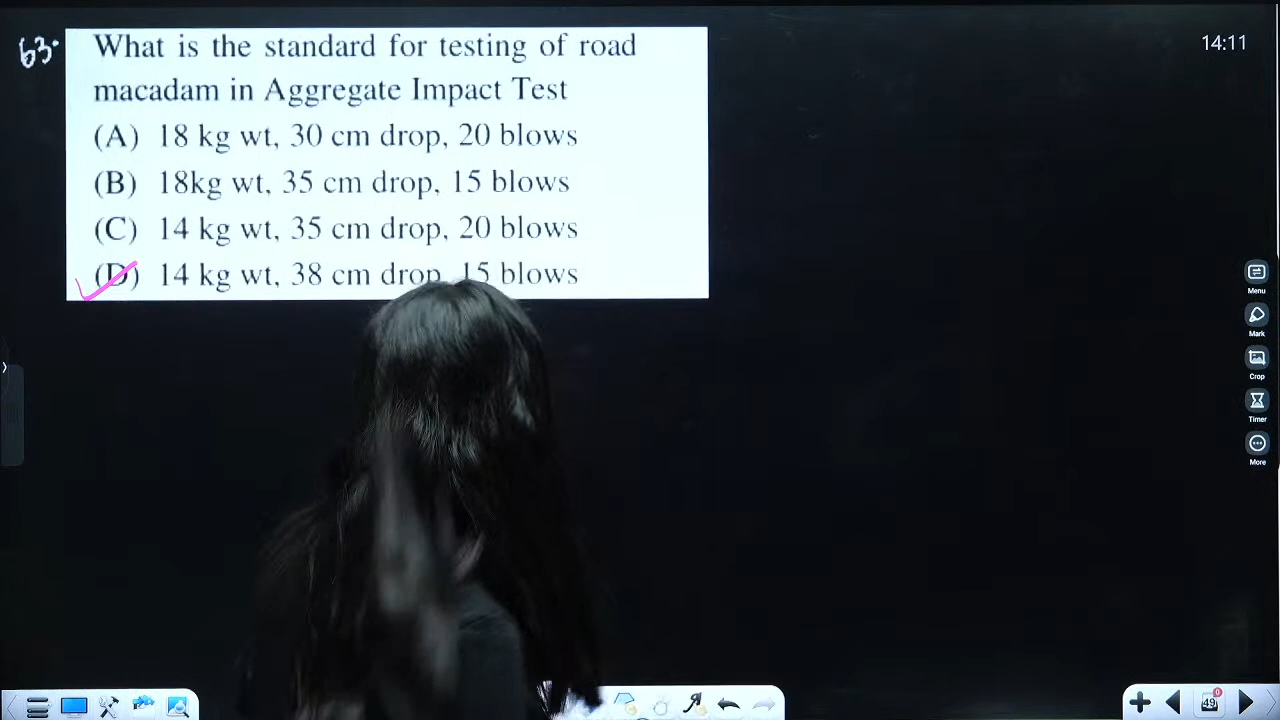 63.
What is the standard for testing of road
macadam in Aggregate Impact Test
(A) 18 kg wt, 30 cm drop, 20 blows
(B) 18kg wt, 35 cm drop, 15 blows
(C) 14 kg wt, 35 cm drop, 20 blows
(D) 14 kg wt, 38 cm drop, 15 blows
14:11
Menu
Mark
Crop
Timer
More
49
0